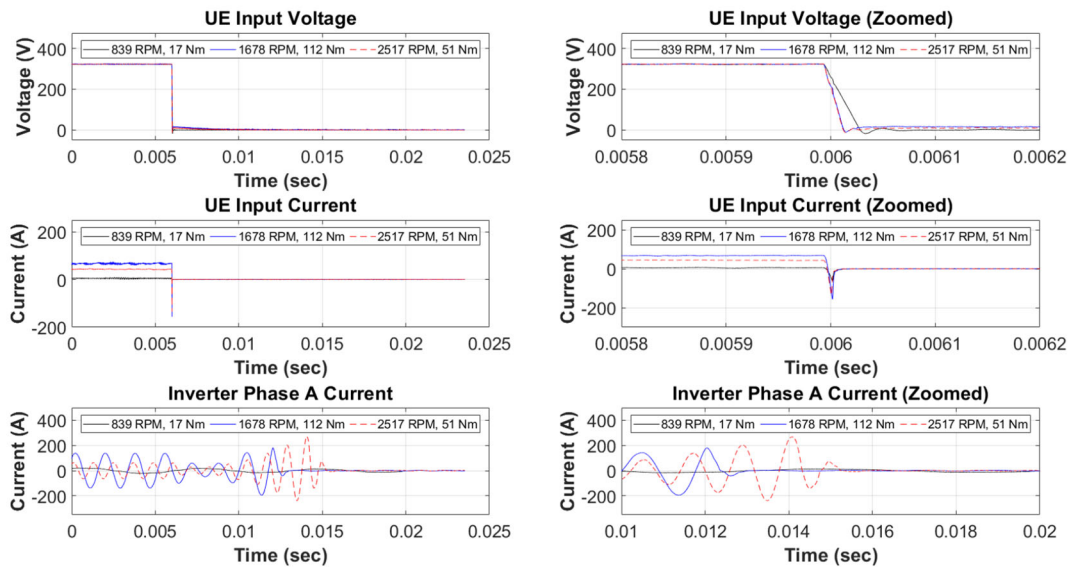 UE Input Voltage
Voltage (V)
400
200
0
839 RPM, 17 Nm 1678 RPM, 112 Nm 2517 RPM, 51 Nm
0 0.005 0.01 0.015 0.02 0.025
Time (sec)
UE Input Voltage (Zoomed)
Voltage (V)
400
200
0
839 RPM, 17 Nm 1678 RPM, 112 Nm 2517 RPM, 51 Nm
0.0058 0.0059 0.006 0.0061 0.0062
Time (sec)
UE Input Current
Current (A)
200
0
-200
839 RPM, 17 Nm 1678 RPM, 112 Nm 2517 RPM, 51 Nm
0 0.005 0.01 0.015 0.02 0.025
Time (sec)
UE Input Current (Zoomed)
Current (A)
200
0
-200
839 RPM, 17 Nm 1678 RPM, 112 Nm 2517 RPM, 51 Nm
0.0058 0.0059 0.006 0.0061 0.0062
Time (sec)
Inverter Phase A Current
Current (A)
400
200
0
-200
839 RPM, 17 Nm 1678 RPM, 112 Nm 2517 RPM, 51 Nm
0 0.005 0.01 0.015 0.02 0.025
Time (sec)
Inverter Phase A Current (Zoomed)
Current (A)
400
200
0
-200
839 RPM, 17 Nm 1678 RPM, 112 Nm 2517 RPM, 51 Nm
0.01 0.012 0.014 0.016 0.018 0.02
Time (sec)